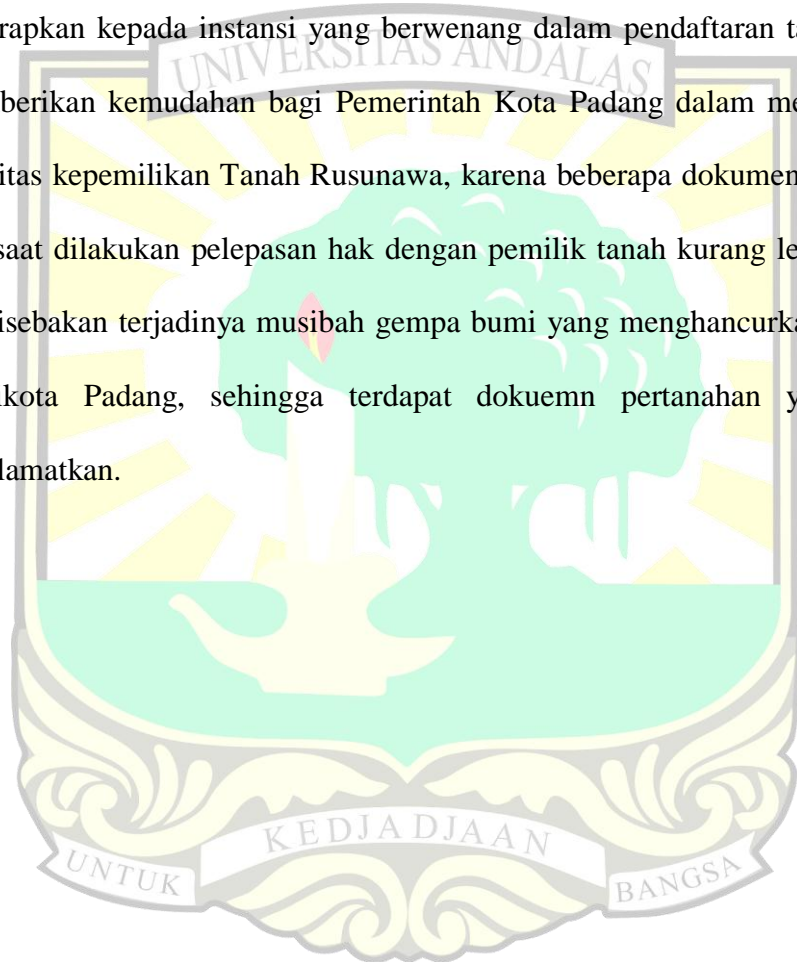 rapkan kepada instansi yang berwenang dalam pendaftaran ta
UNIVERSITAS ANDALAS
berikan kemudahan bagi Pemerintah Kota Padang dalam me
itas kepemilikan Tanah Rusunawa, karena beberapa dokumen
saat dilakukan pelepasan hak dengan pemilik tanah kurang le
isebakan terjadinya musibah gempa bumi yang menghancurka
kota Padang, sehingga terdapat dokuemn pertanahan y
lamatkan.
KEDJADJAAN
UNTUK
BANGSA